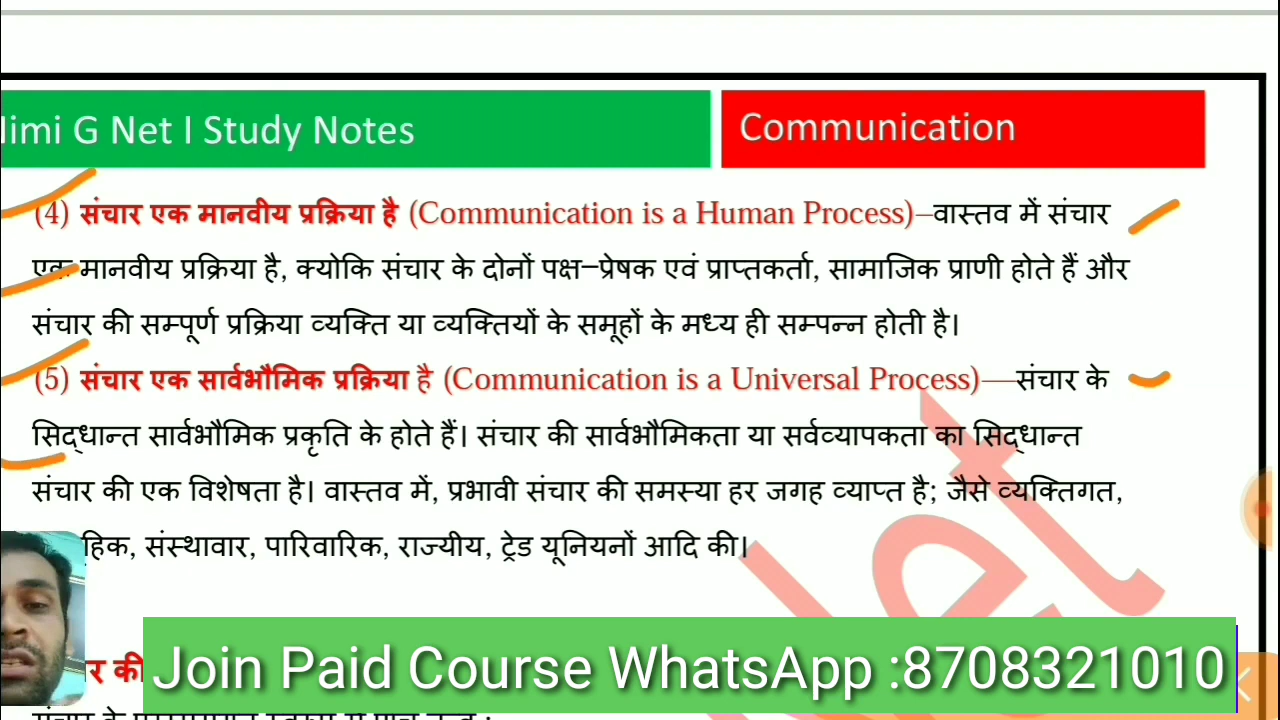 G Net I Study Notes
Communication
(4) संचार एक मानवीय प्रक्रिया है (Communication is a Human Process)–वास्तव में संचार
एक मानवीय प्रक्रिया है, क्योकि संचार के दोनों पक्ष–प्रेषक एवं प्राप्तकर्ता, सामाजिक प्राणी होते हैं और
संचार की सम्पूर्ण प्रक्रिया व्यक्ति या व्यक्तियों के समूहों के मध्य ही सम्पन्न होती है।
(5) संचार एक सार्वभौमिक प्रक्रिया है (Communication is a Universal Process)—संचार के
सिद्धान्त सार्वभौमिक प्रकृति के होते हैं। संचार की सार्वभौमिकता या सर्वव्यापकता का सिद्धान्त
संचार की एक विशेषता है। वास्तव में, प्रभावी संचार की समस्या हर जगह व्याप्त है; जैसे व्यक्तिगत,
संस्थावार, पारिवारिक, राज्यीय, ट्रेड यूनियनों आदि की।
की
Join Paid Course WhatsApp :8708321010